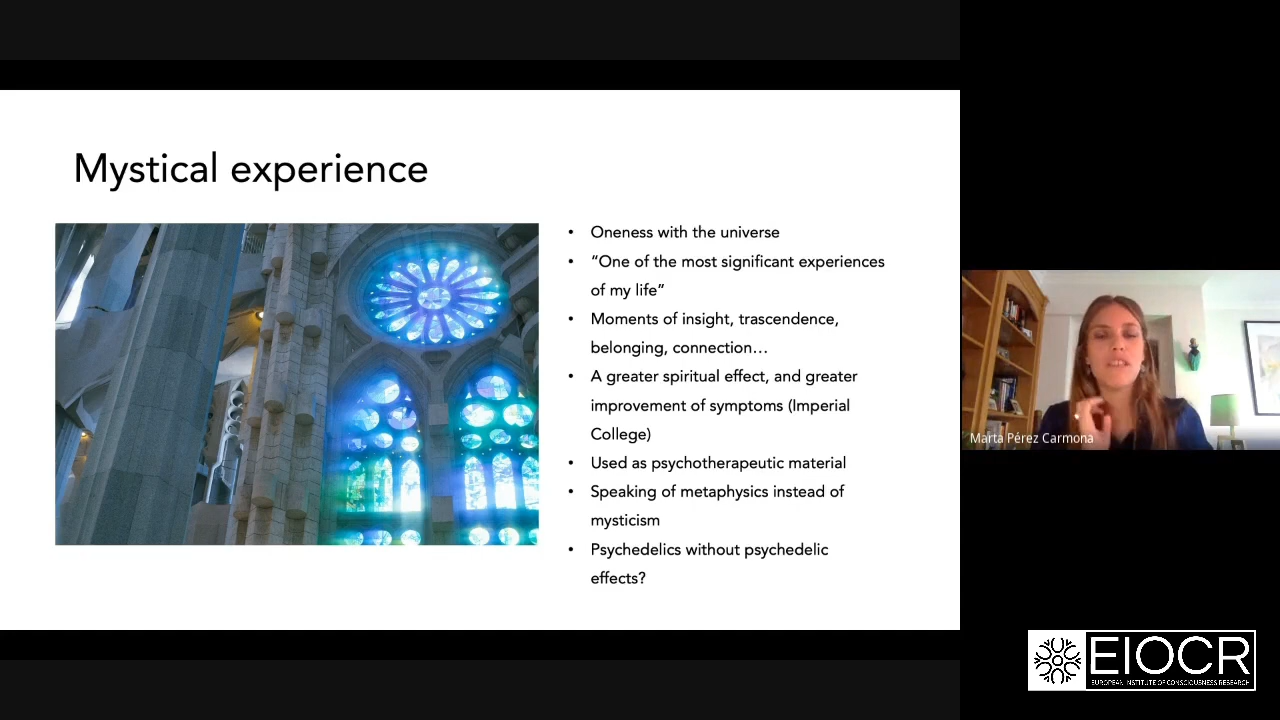 Mystical experience
• Oneness with the universe
• “One of the most significant experiences
of my life”
• Moments of insight, trascendence,
belonging, connection…
• A greater spiritual effect, and greater
improvement of symptoms (Imperial
College)
• Used as psychotherapeutic material
• Speaking of metaphysics instead of
mysticism
• Psychedelics without psychedelic
effects?
Marta Pérez Carmona
EIOCR
EUROPEAN INSTITUTE OF CONSCIOUSNESS RESEARCH